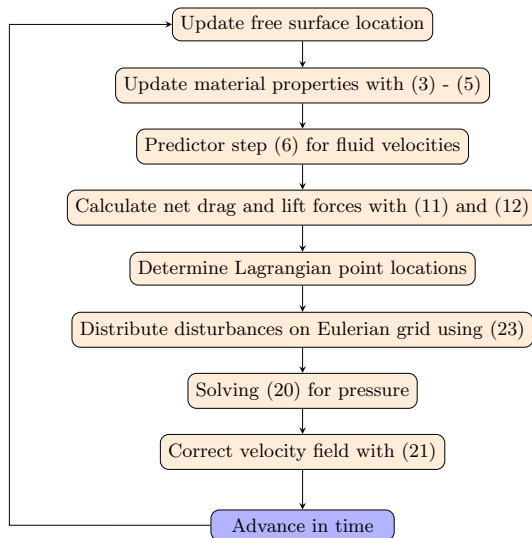 Update free surface location
Update material properties with (3) - (5)
Predictor step (6) for fluid velocities
Calculate net drag and lift forces with (11) and (12)
Determine Lagrangian point locations
Distribute disturbances on Eulerian grid using (23)
Solving (20) for pressure
Correct velocity field with (21)
Advance in time